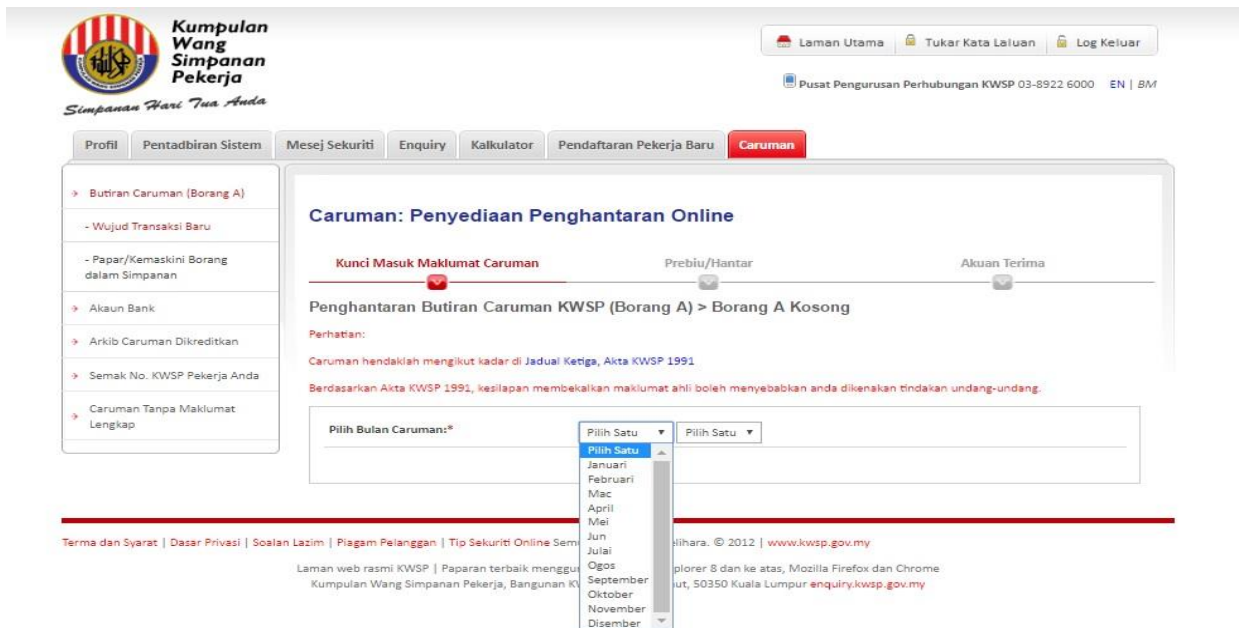 Kumpulan
Wang
Simpanan
Pekerja
Simpanan Hari Tua Anda
Laman Utama Tukar Kata Laluan Log Keluar
Pusat Pengurusan Perhubungan KWSP 03-8922 6000 EN | BM
Profil Pentadbiran Sistem Mesej Sekuriti Enquiry Kalkulator Pendaftaran Pekerja Baru Caruman
Butiran Caruman (Borang A)
- Wujud Transaksi Baru
- Papar/Kemaskini Borang
dalam Simpanan
Akaun Bank
Arkib Caruman Dikreditkan
Semak No. KWSP Pekerja Anda
Caruman Tanpa Maklumat
Lengkap
Caruman: Penyediaan Penghantaran Online
Kunci Masuk Maklumat Caruman Prebiu/Hantar Akuan Terima
Penghantaran Butiran Caruman KWSP (Borang A) > Borang A Kosong
Perhatian:
Caruman hendaklah mengikut kadar di Jadual Ketiga, Akta KWSP 1991
Berdasarkan Akta KWSP 1991, kesilapan membekalkan maklumat ahli boleh menyebabkan anda dikenakan tindakan undang-undang.
Pilih Bulan Caruman:* Pilih Satu Pilih Satu
Pilih Satu
Januari
Februari
Mac
April
Mei
Jun
Julai
Ogos
September
Oktober
November
Disember
Terma dan Syarat | Dasar Privasi | Soalan Lazim | Piagam Pelanggan | Tip Sekuriti Online © 2012 | www.kwsp.gov.my
Laman web rasmi KWSP | Paparan terbaik 8 dan ke atas, Mozilla Firefox dan Chrome
Kumpulan Wang Simpanan Pekerja, Bangunan 50350 Kuala Lumpur enquiry.kwsp.gov.my